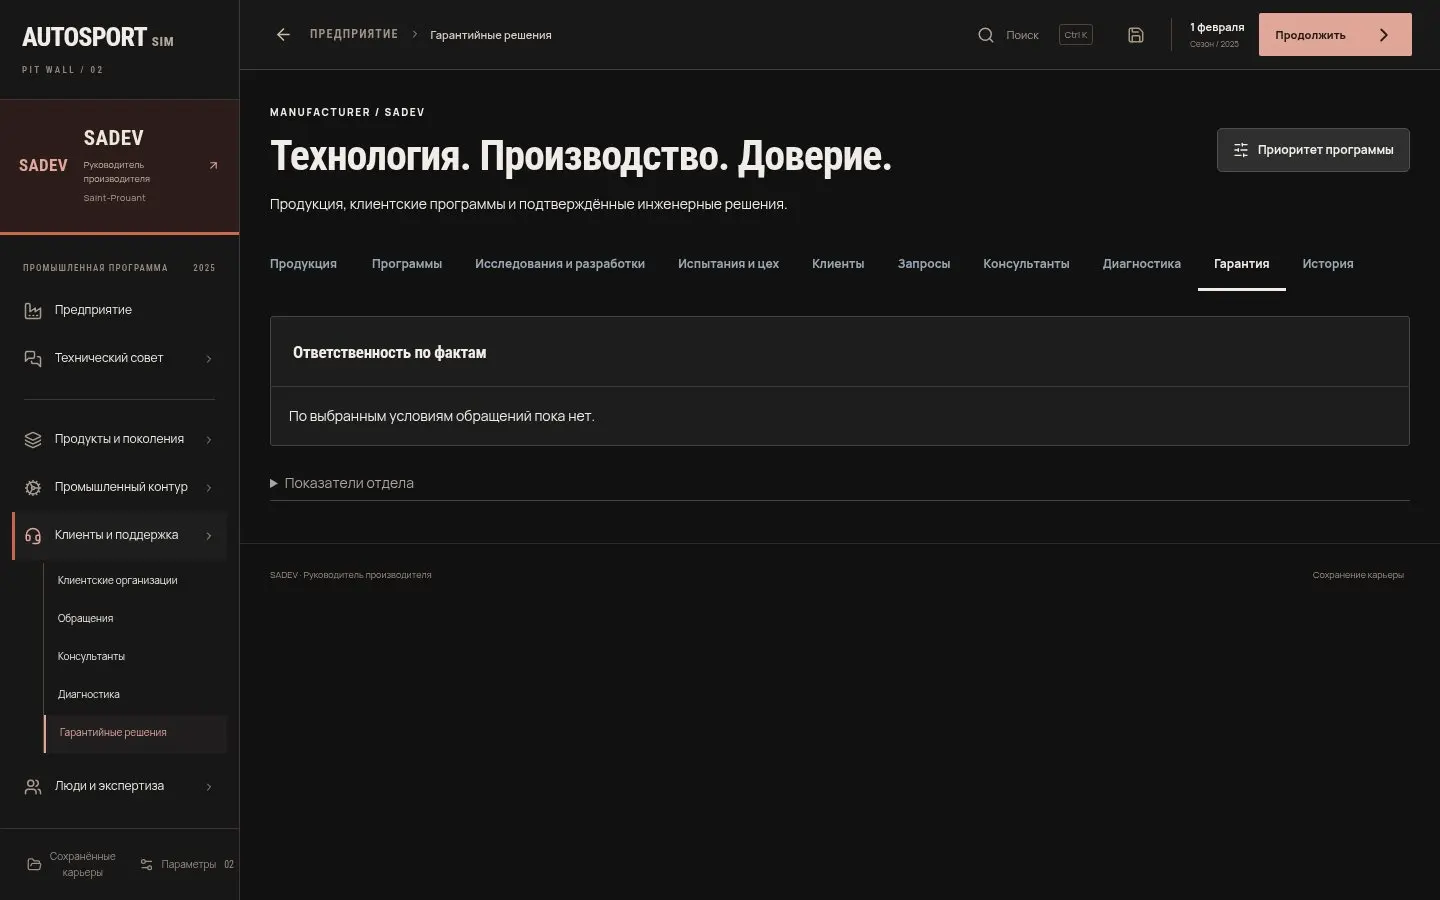 AUTOSPORT SIM
PIT WALL / 02
SADEV
SADEV
Руководитель
производителя
Saint-Prouant
ПРОМЫШЛЕННАЯ ПРОГРАММА 2025
Предприятие
Технический совет
Продукты и поколения
Промышленный контур
Клиенты и поддержка
Клиентские организации
Обращения
Консультанты
Диагностика
Гарантийные решения
Люди и экспертиза
Сохранённые
карьеры
Параметры 02
ПРЕДПРИЯТИЕ
Гарантийные решения
Поиск
Ctrl K
1 февраля
Сезон / 2025
Продолжить
MANUFACTURER / SADEV
Технология. Производство. Доверие.
Приоритет программы
Продукция, клиентские программы и подтверждённые инженерные решения.
Продукция Программы Исследования и разработки Испытания и цех Клиенты Запросы Консультанты Диагностика Гарантия История
Ответственность по фактам
По выбранным условиям обращений пока нет.
Показатели отдела
SADEV · Руководитель производителя
Сохранение карьеры